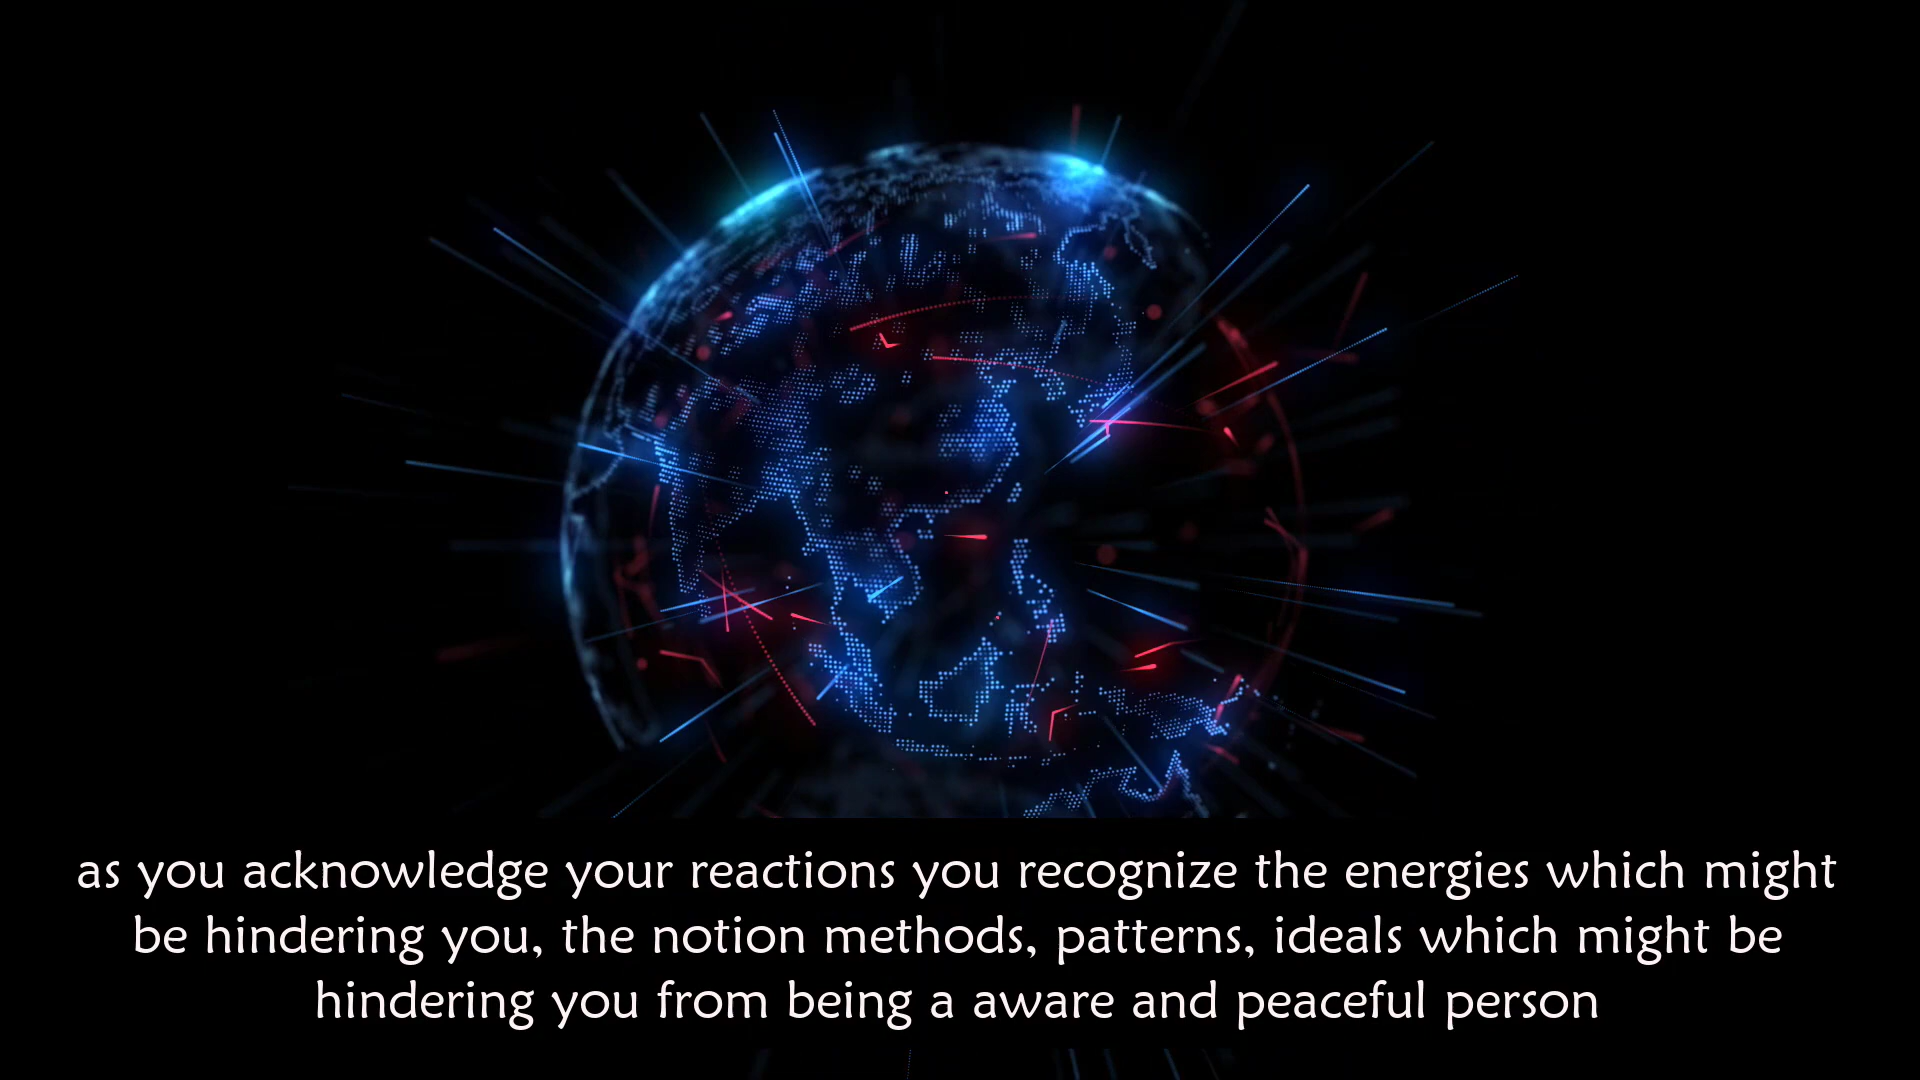 as you acknowledge your reactions you recognize the energies which might
be hindering you, the notion methods, patterns, ideals which might be
hindering you from being a aware and peaceful person